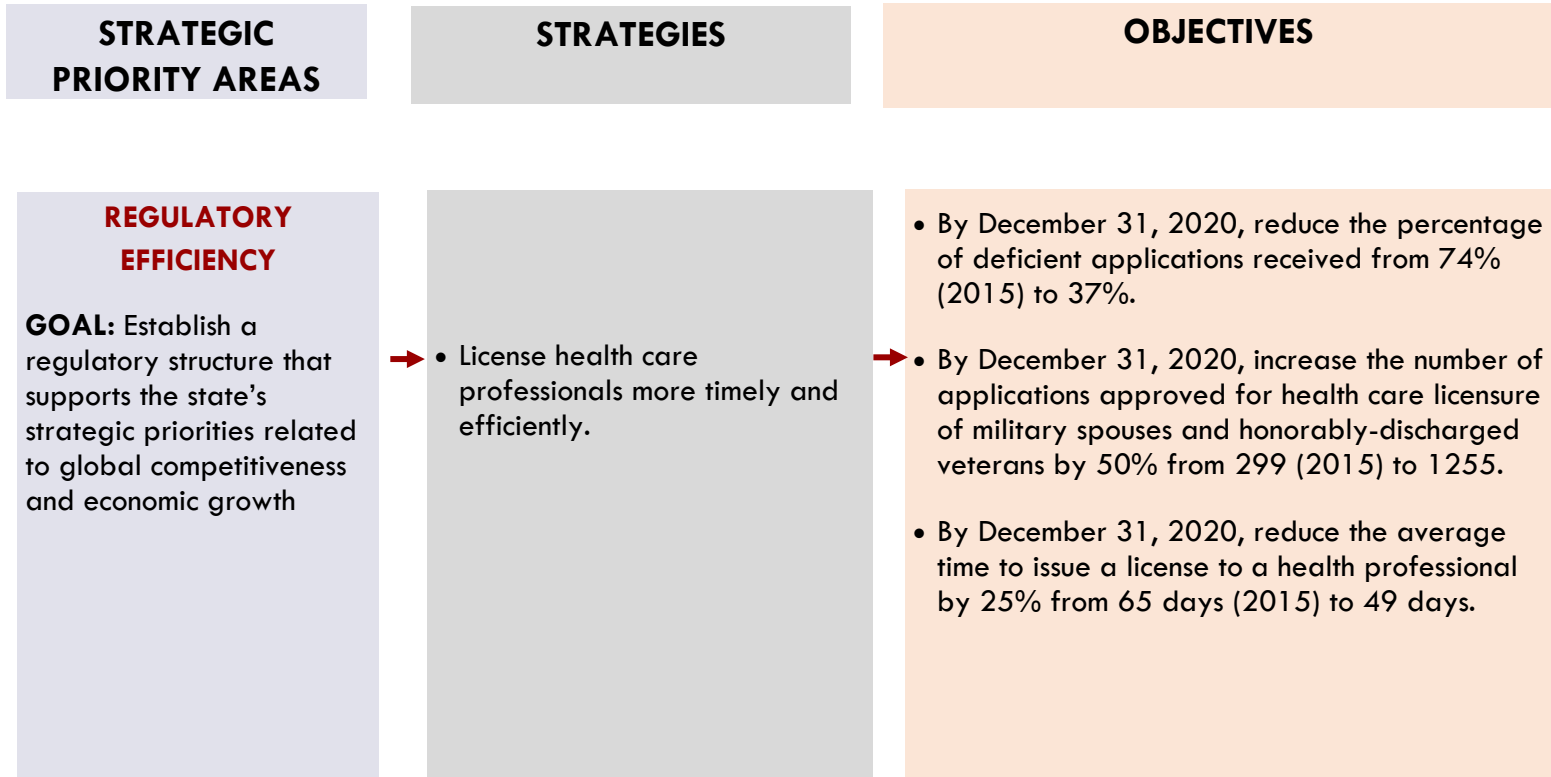 STRATEGIC
PRIORITY AREAS
STRATEGIES
OBJECTIVES
REGULATORY
EFFICIENCY
GOAL: Establish a
regulatory structure that
supports the state’s
strategic priorities related
to global competitiveness
and economic growth
• License health care
professionals more timely and
efficiently.
• By December 31, 2020, reduce the percentage
of deficient applications received from 74%
(2015) to 37%.
• By December 31, 2020, increase the number of
applications approved for health care licensure
of military spouses and honorably-discharged
veterans by 50% from 299 (2015) to 1255.
• By December 31, 2020, reduce the average
time to issue a license to a health professional
by 25% from 65 days (2015) to 49 days.